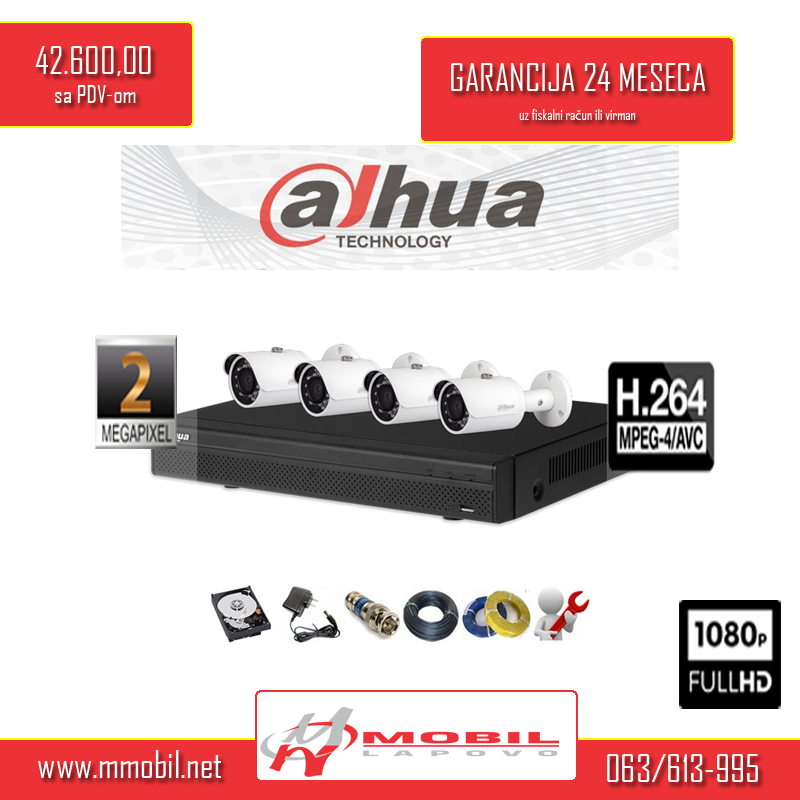 42.600,00
sa PDV-om
GARANCIJA 24 MESECA
uz fiskalni račun ili virman
alhua
TECHNOLOGY
2
MEGAPIXEL
H.264
MPEG-4/AVC
1080P
FULLHD
MOBIL
LAPOVO
www.mmobil.net
063/613-995